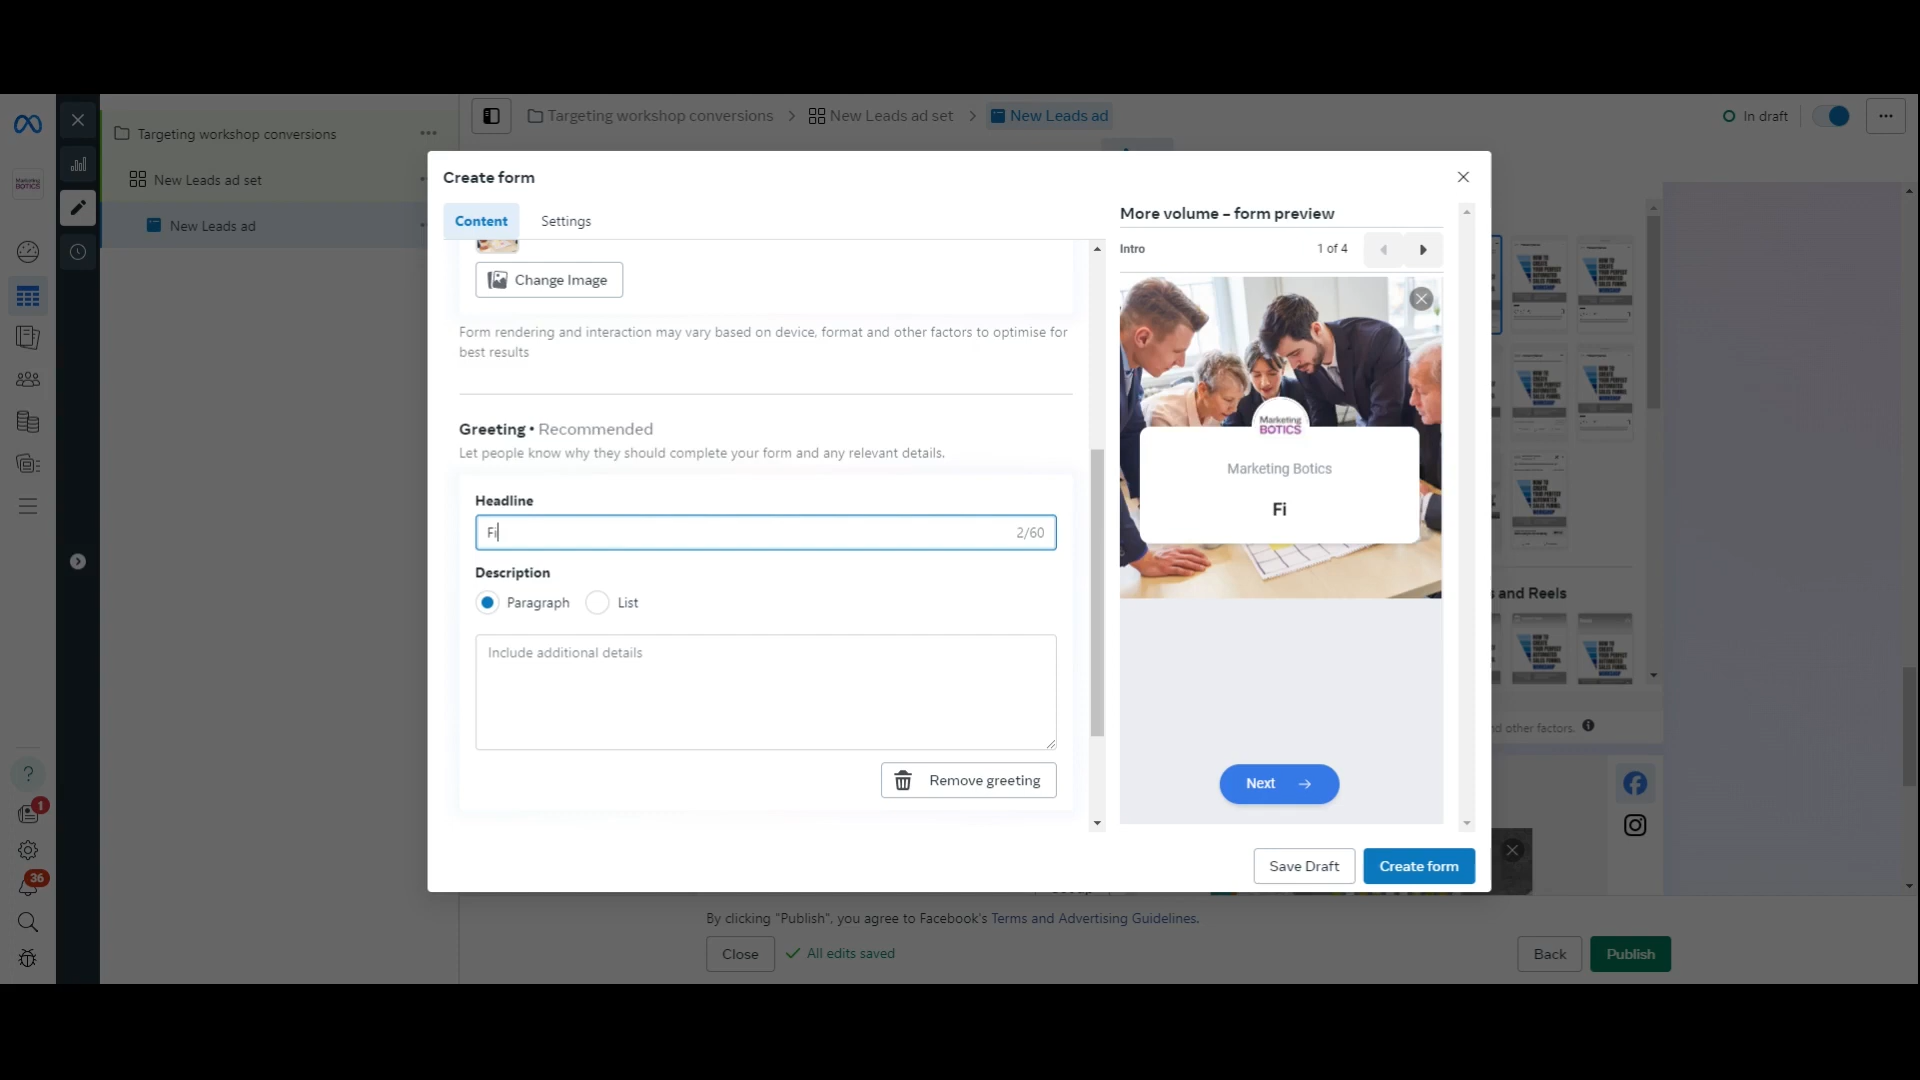 Targeting workshop conversions
New Leads ad set
New Leads ad
Targeting workshop conversions
New Leads ad set
New Leads ad
In draft
Create form
Content
Settings
Change Image
Form rendering and interaction may vary based on device, format and other factors to optimise for
best results
Greeting • Recommended
Let people know why they should complete your form and any relevant details.
Headline
Fi
2/60
Description
Paragraph
List
Include additional details
Remove greeting
More volume – form preview
Intro
1 of 4
Marketing
BOTICS
Marketing Botics
Fi
Next
Save Draft
Create form
and Reels
other factors.
By clicking "Publish", you agree to Facebook's Terms and Advertising Guidelines.
Close
All edits saved
Back
Publish
1
36